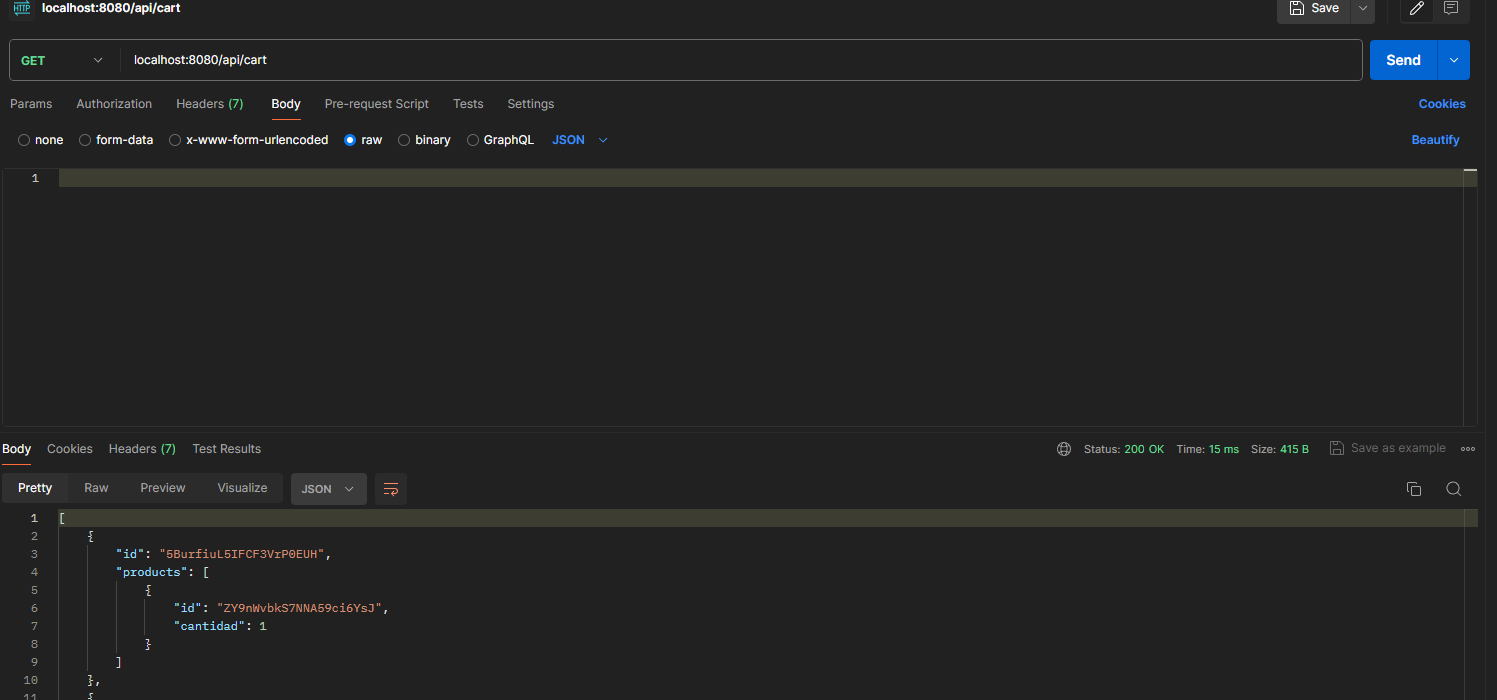 HTTP localhost:8080/api/cart Save
GET localhost:8080/api/cart Send
Params Authorization Headers (7) Body Pre-request Script Tests Settings Cookies
none form-data x-www-form-urlencoded raw binary GraphQL JSON Beautify
1
Body Cookies Headers (7) Test Results Status: 200 OK Time: 15 ms Size: 415 B Save as example
Pretty Raw Preview Visualize JSON
1 [
2 {
3 "id": "5BurfiuL5IFCF3VrP0EUH",
4 "products": [
5 {
6 "id": "ZY9nWvbkS7NNA59ci6YsJ",
7 "cantidad": 1
8 }
9 ]
10 },
11 {